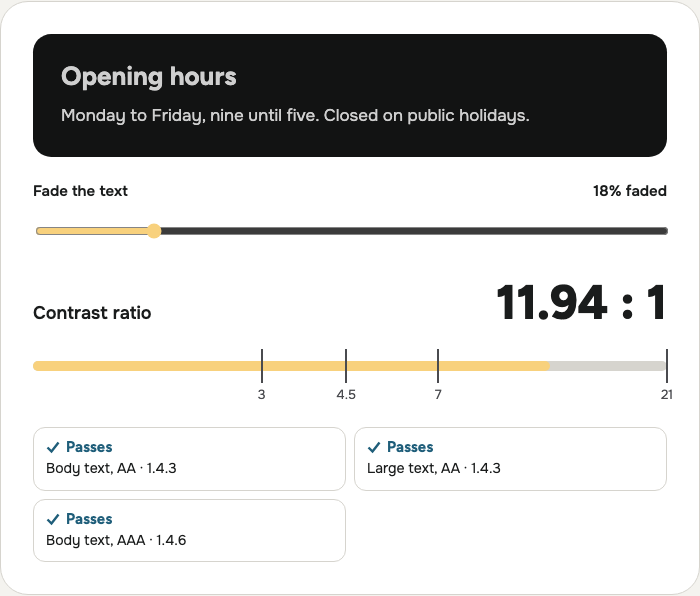 Opening hours
Monday to Friday, nine until five. Closed on public holidays.
Fade the text
18% faded
Contrast ratio
11.94 : 1
3
4.5
7
21
Passes
Body text, AA · 1.4.3
Passes
Large text, AA · 1.4.3
Passes
Body text, AAA · 1.4.6